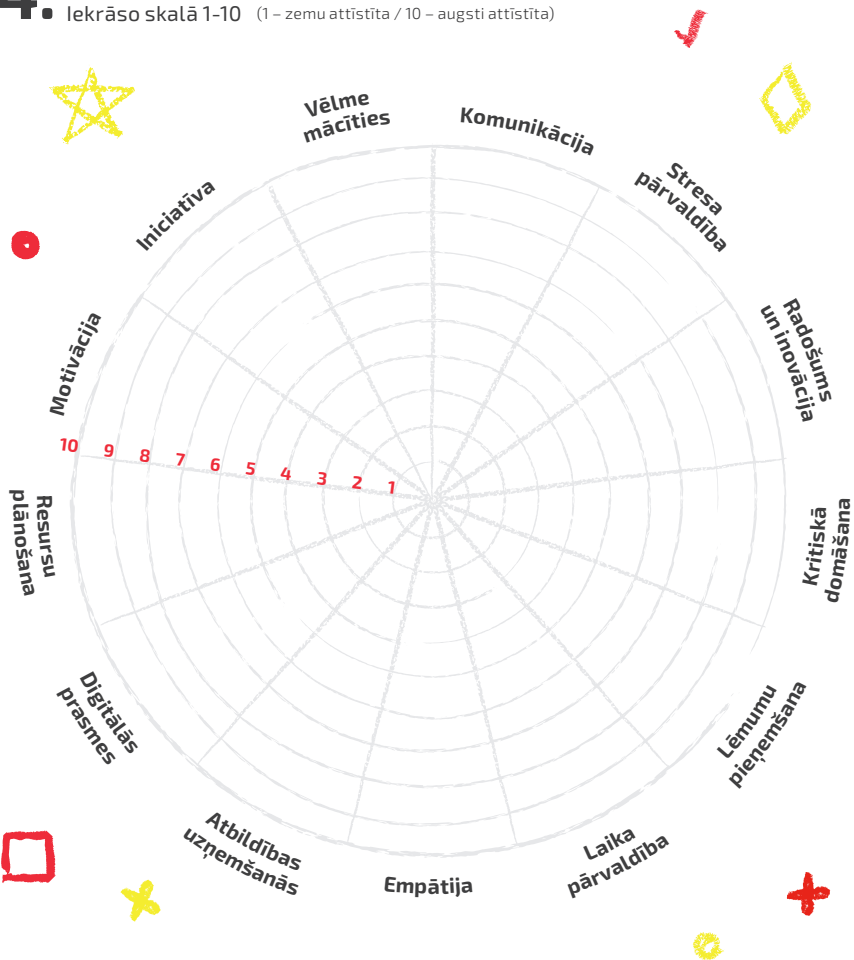 Iekrāso skalā 1-10 (1 – zemu attīstīta / 10 – augsti attīstīta)
Vēlme
mācīties
Komunikācija
Stresa
pārvaldība
Radošums
un inovācija
Kritiskā
domāšana
Lēmumu
pieņemšana
Laika
pārvaldība
Empātija
Atbildības
uzņemšanās
Digitālās
prasmes
Resursu
plānošana
Motivācija
Iniciatīva
10 9 8 7 6 5 4 3 2 1